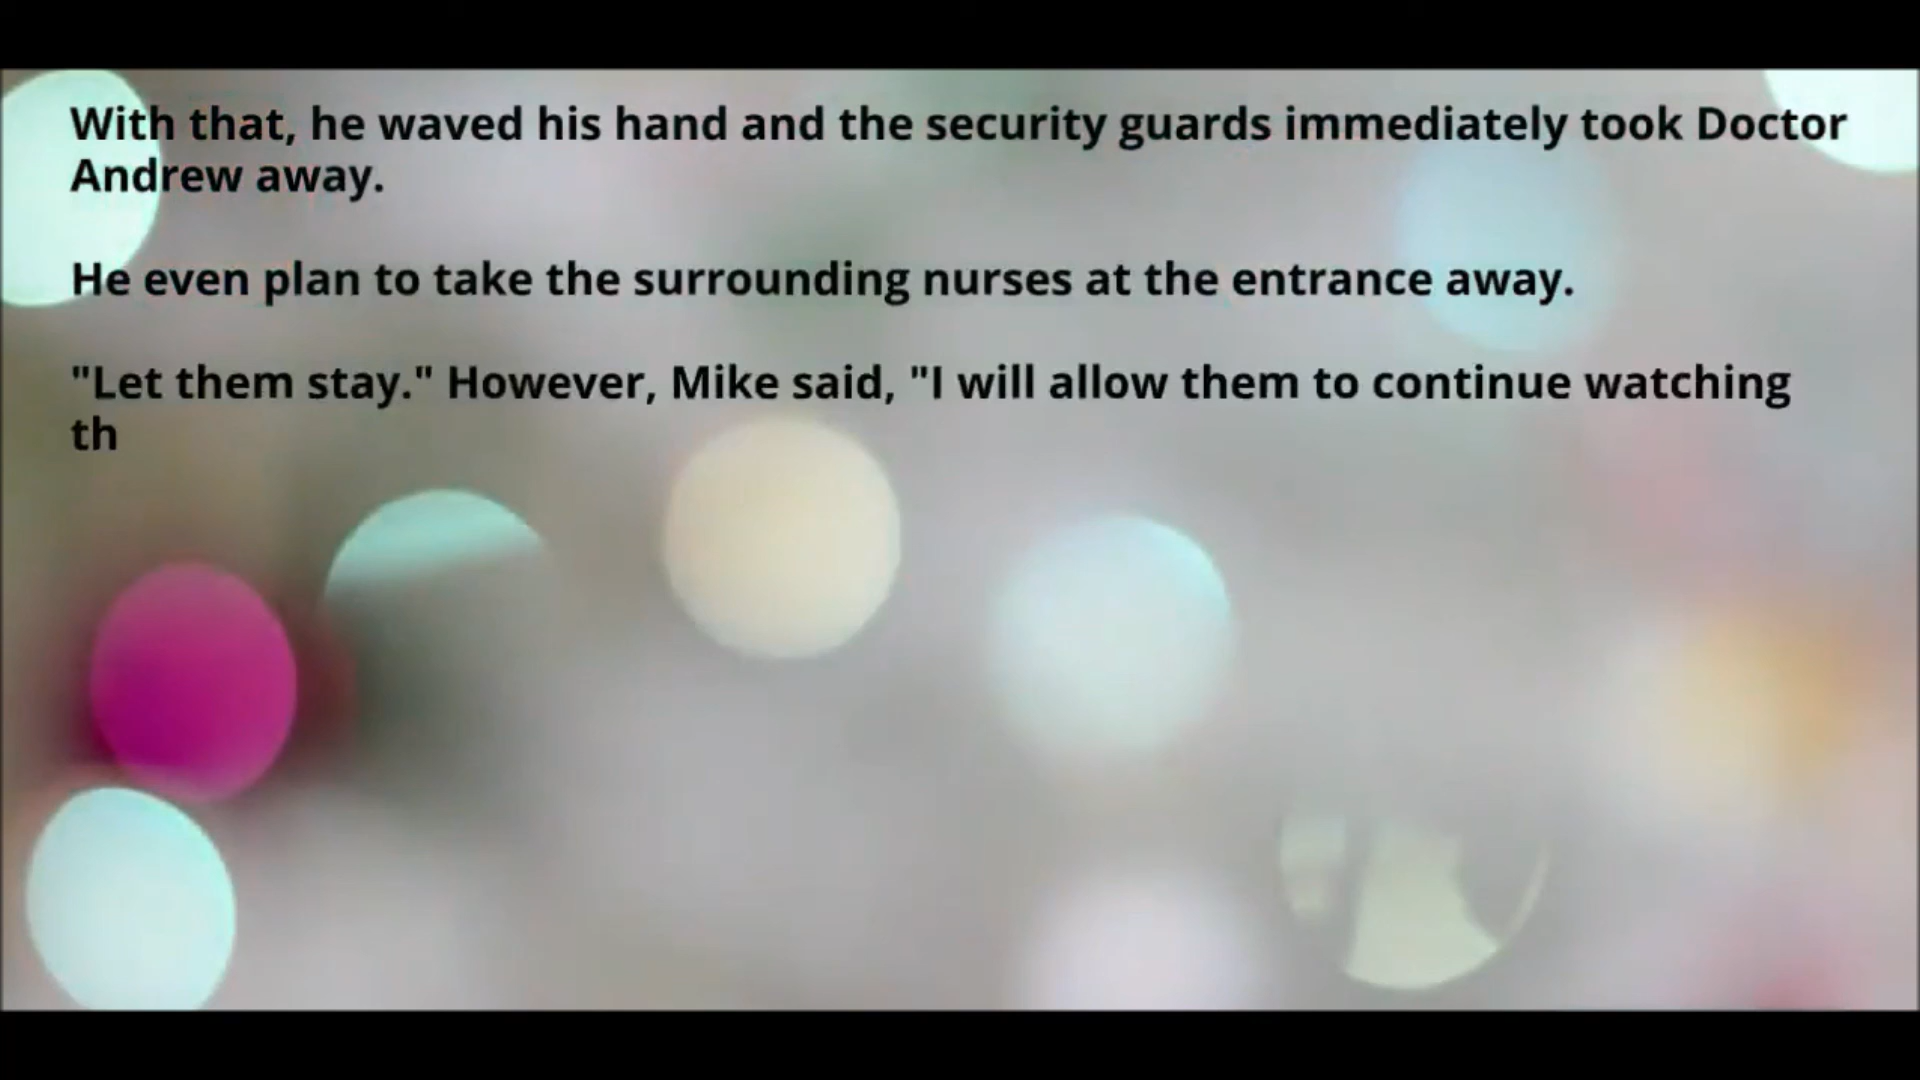 With that, he waved his hand and the security guards immediately took Doctor
Andrew away.
He even plan to take the surrounding nurses at the entrance away.
"Let them stay." However, Mike said, "I will allow them to continue watching
th